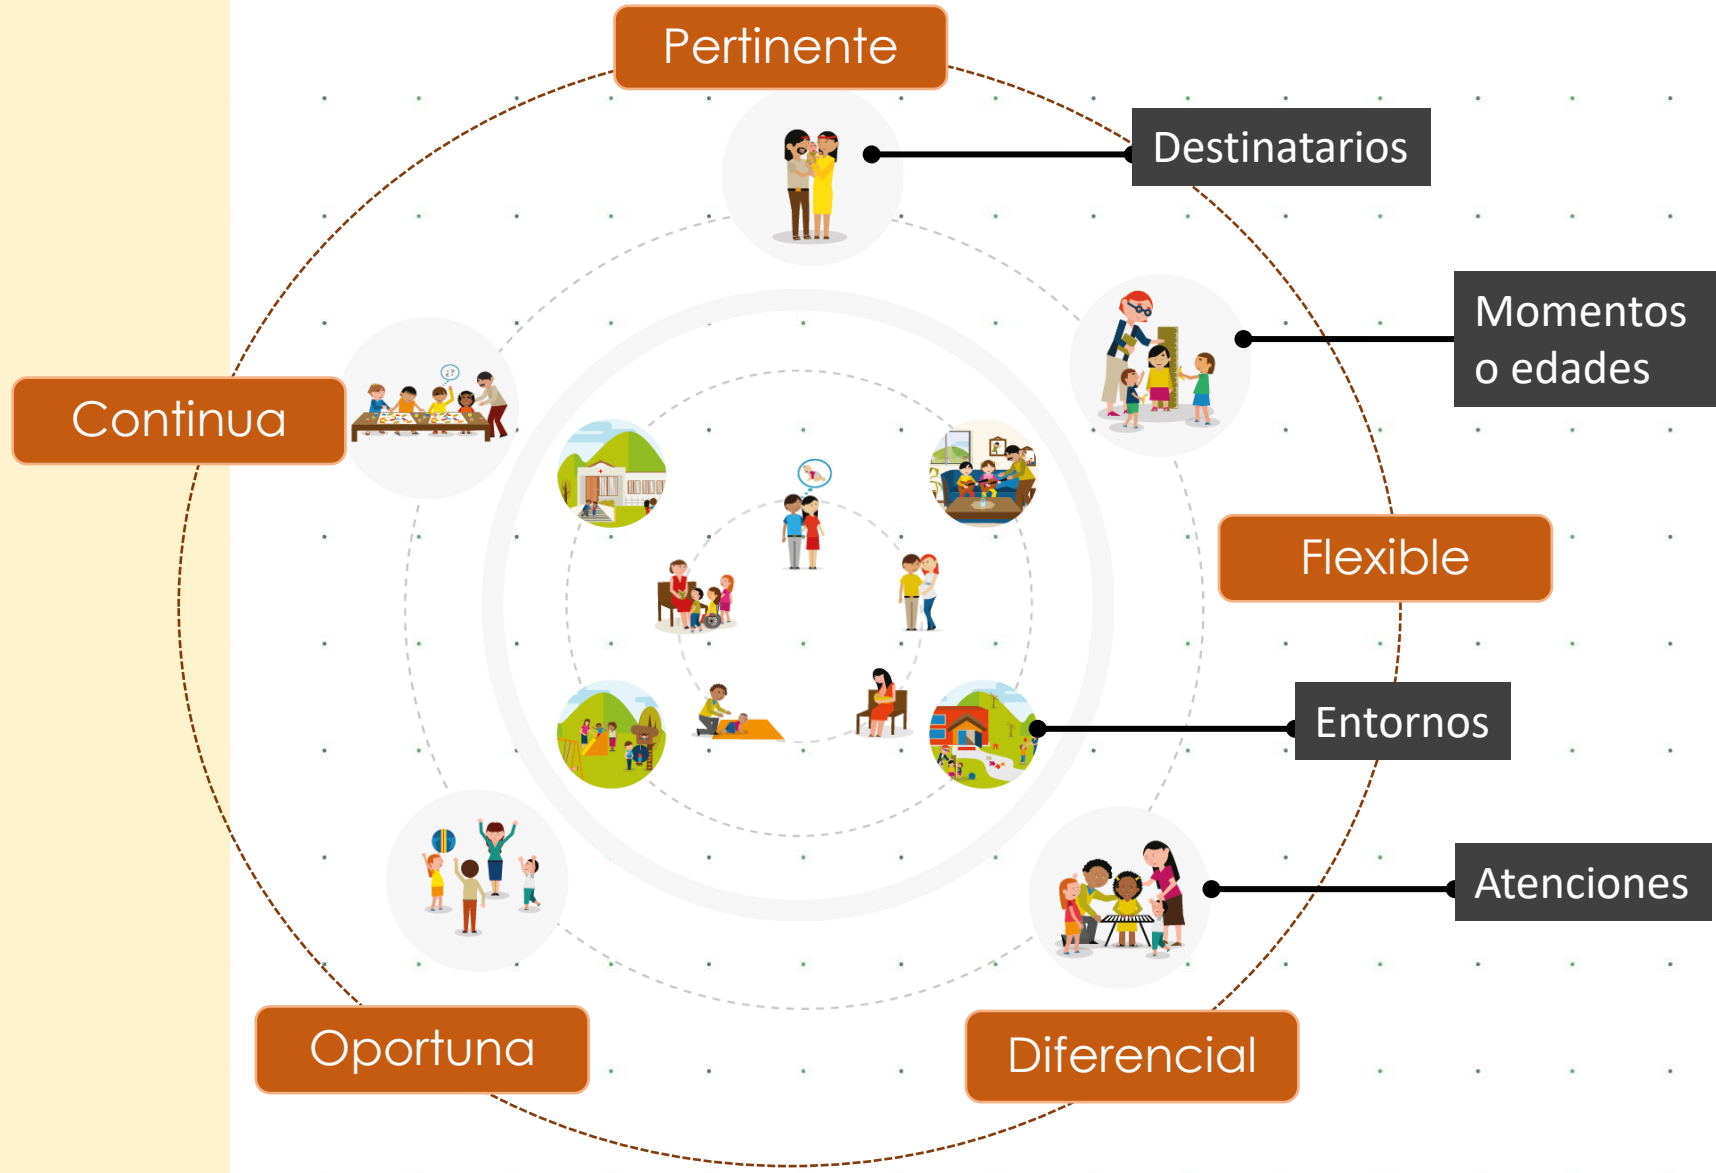 Pertinente
Destinatarios
Momentos
o edades
¿?
Continua
Flexible
Entornos
Atenciones
Oportuna
Diferencial